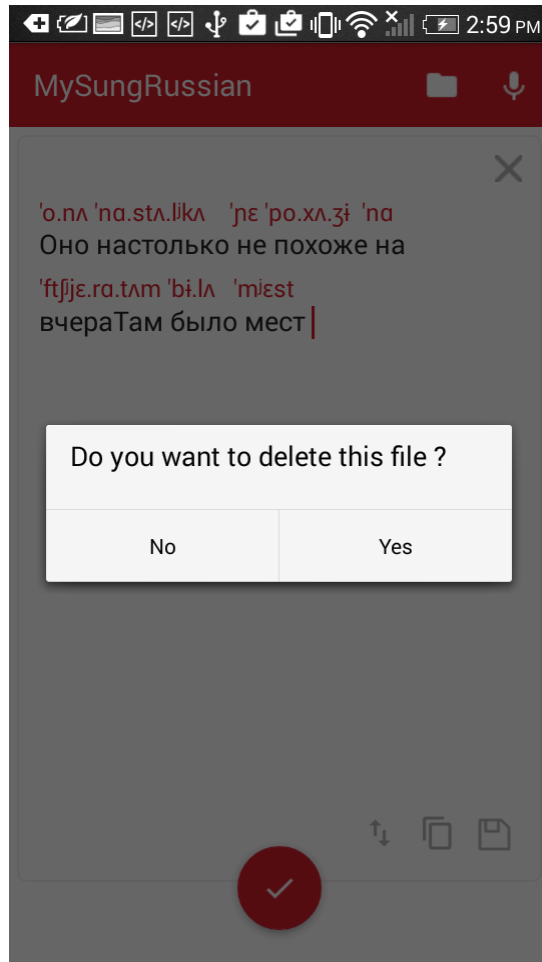 2:59 PM
MySungRussian
ˈo.nʌ ˈnɑ.stʌ.lʲkʌ ˈɲɛ ˈpo.xʌ.ʒɨ ˈnɑ
Оно настолько не похоже на
ˈftʃʲjɛ.rɑ.tʌm ˈbɨ.lʌ ˈmʲɛst
вчераТам было мест
Do you want to delete this file ?
No Yes